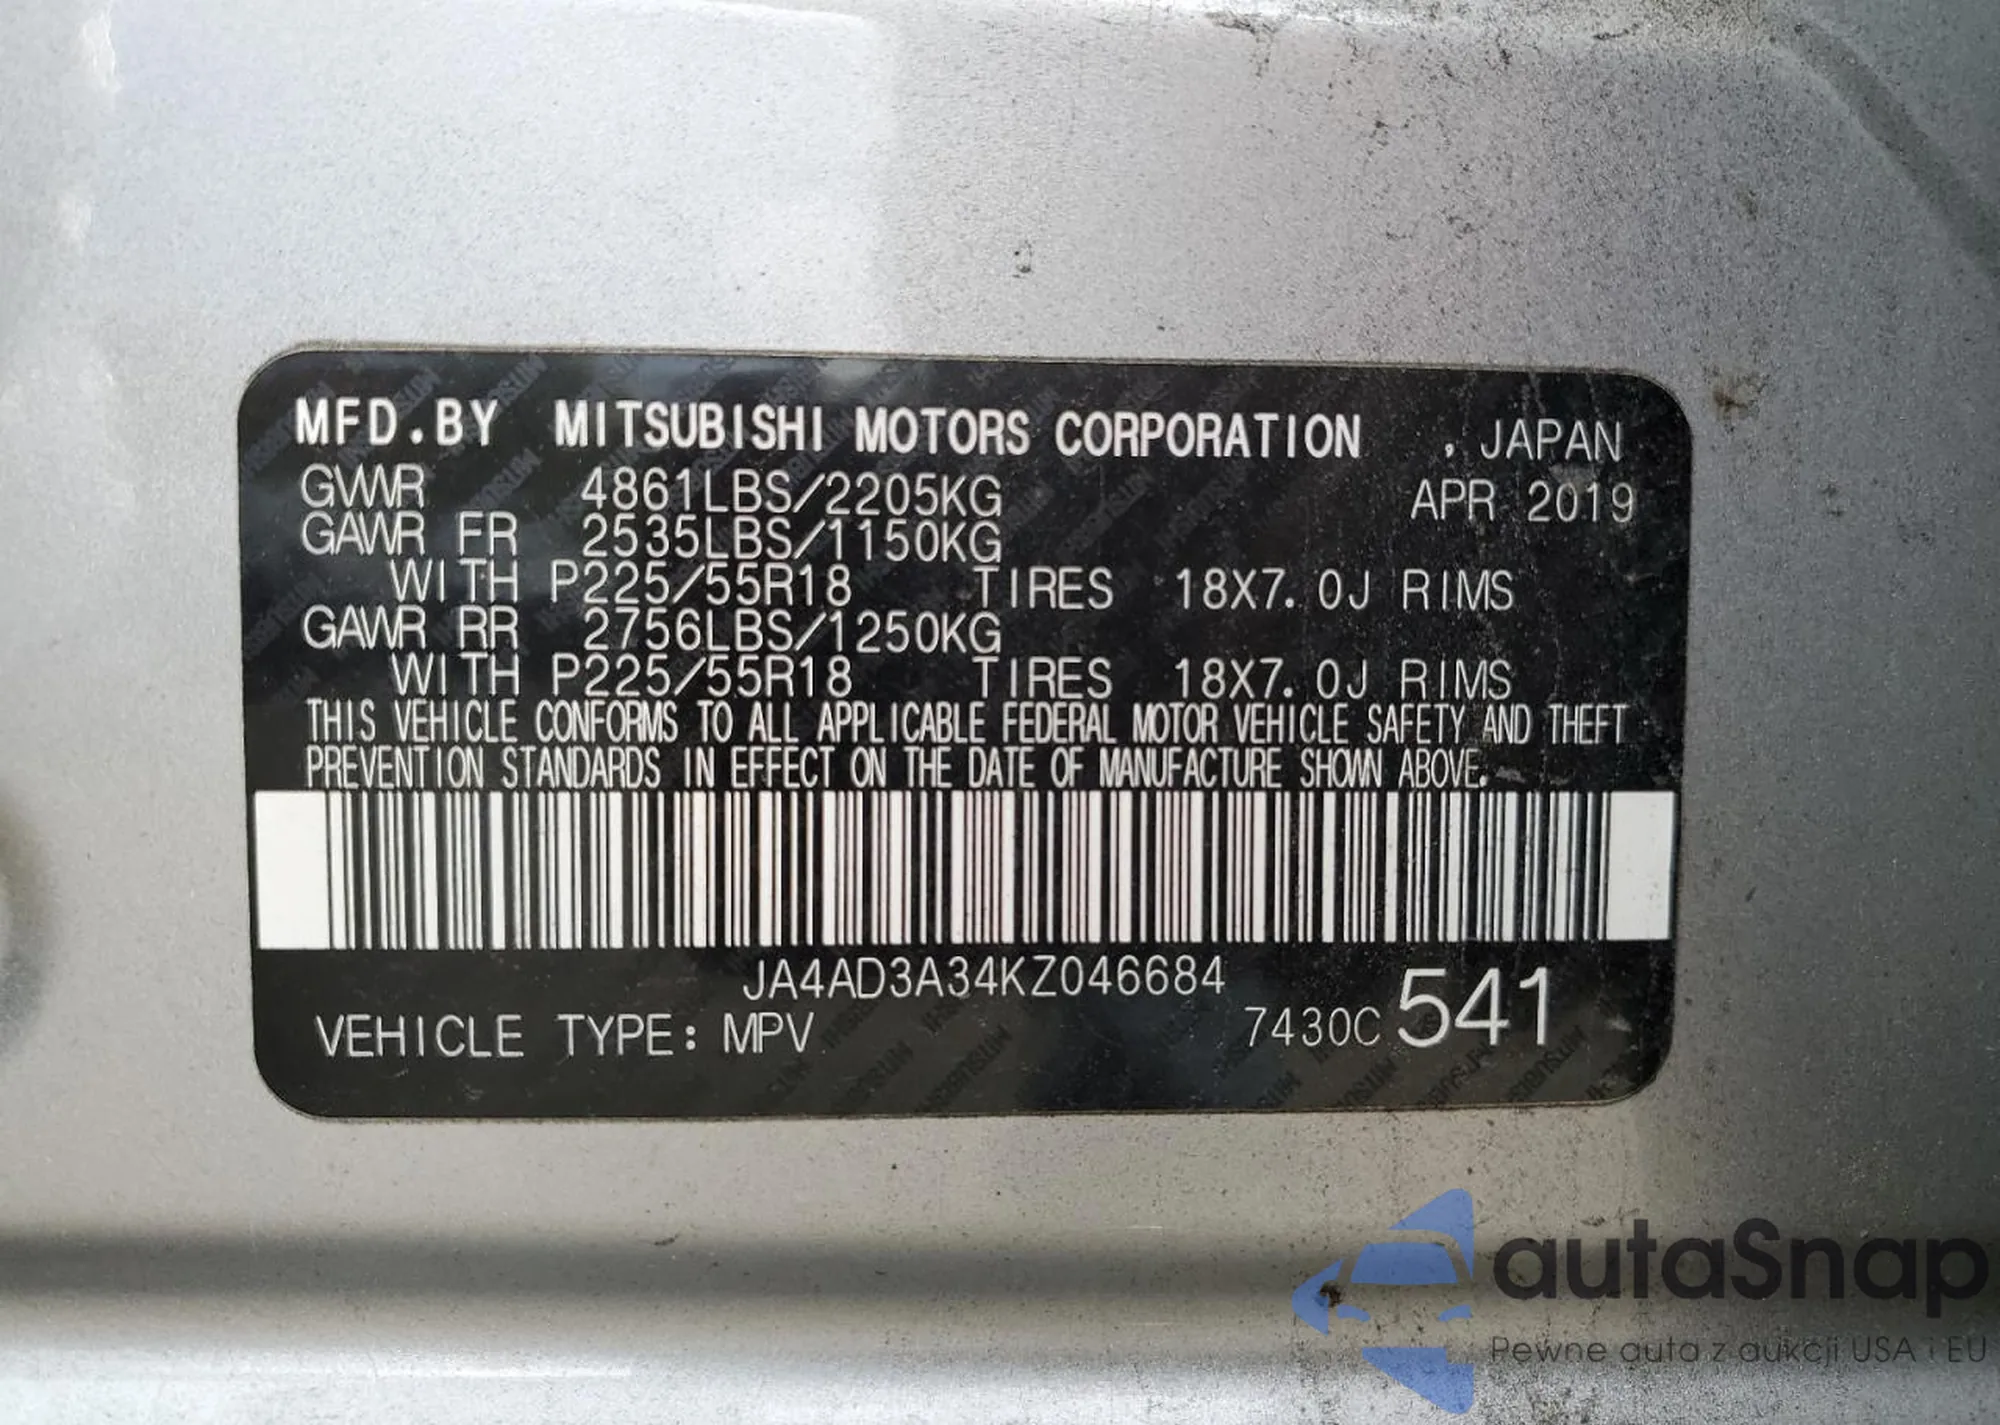 MFD.BY MITSUBISHI MOTORS CORPORATION , JAPAN
GVWR 4861LBS/2205KG APR 2019
GAWR FR 2535LBS/1150KG
WITH P225/55R18 TIRES 18X7.0J RIMS
GAWR RR 2756LBS/1250KG
WITH P225/55R18 TIRES 18X7.0J RIMS
THIS VEHICLE CONFORMS TO ALL APPLICABLE FEDERAL MOTOR VEHICLE SAFETY AND THEFT
PREVENTION STANDARDS IN EFFECT ON THE DATE OF MANUFACTURE SHOWN ABOVE.
JA4AD3A34KZ046684
VEHICLE TYPE: MPV 7430C 541
autaSnap
Pewne auta z aukcji USA i EU